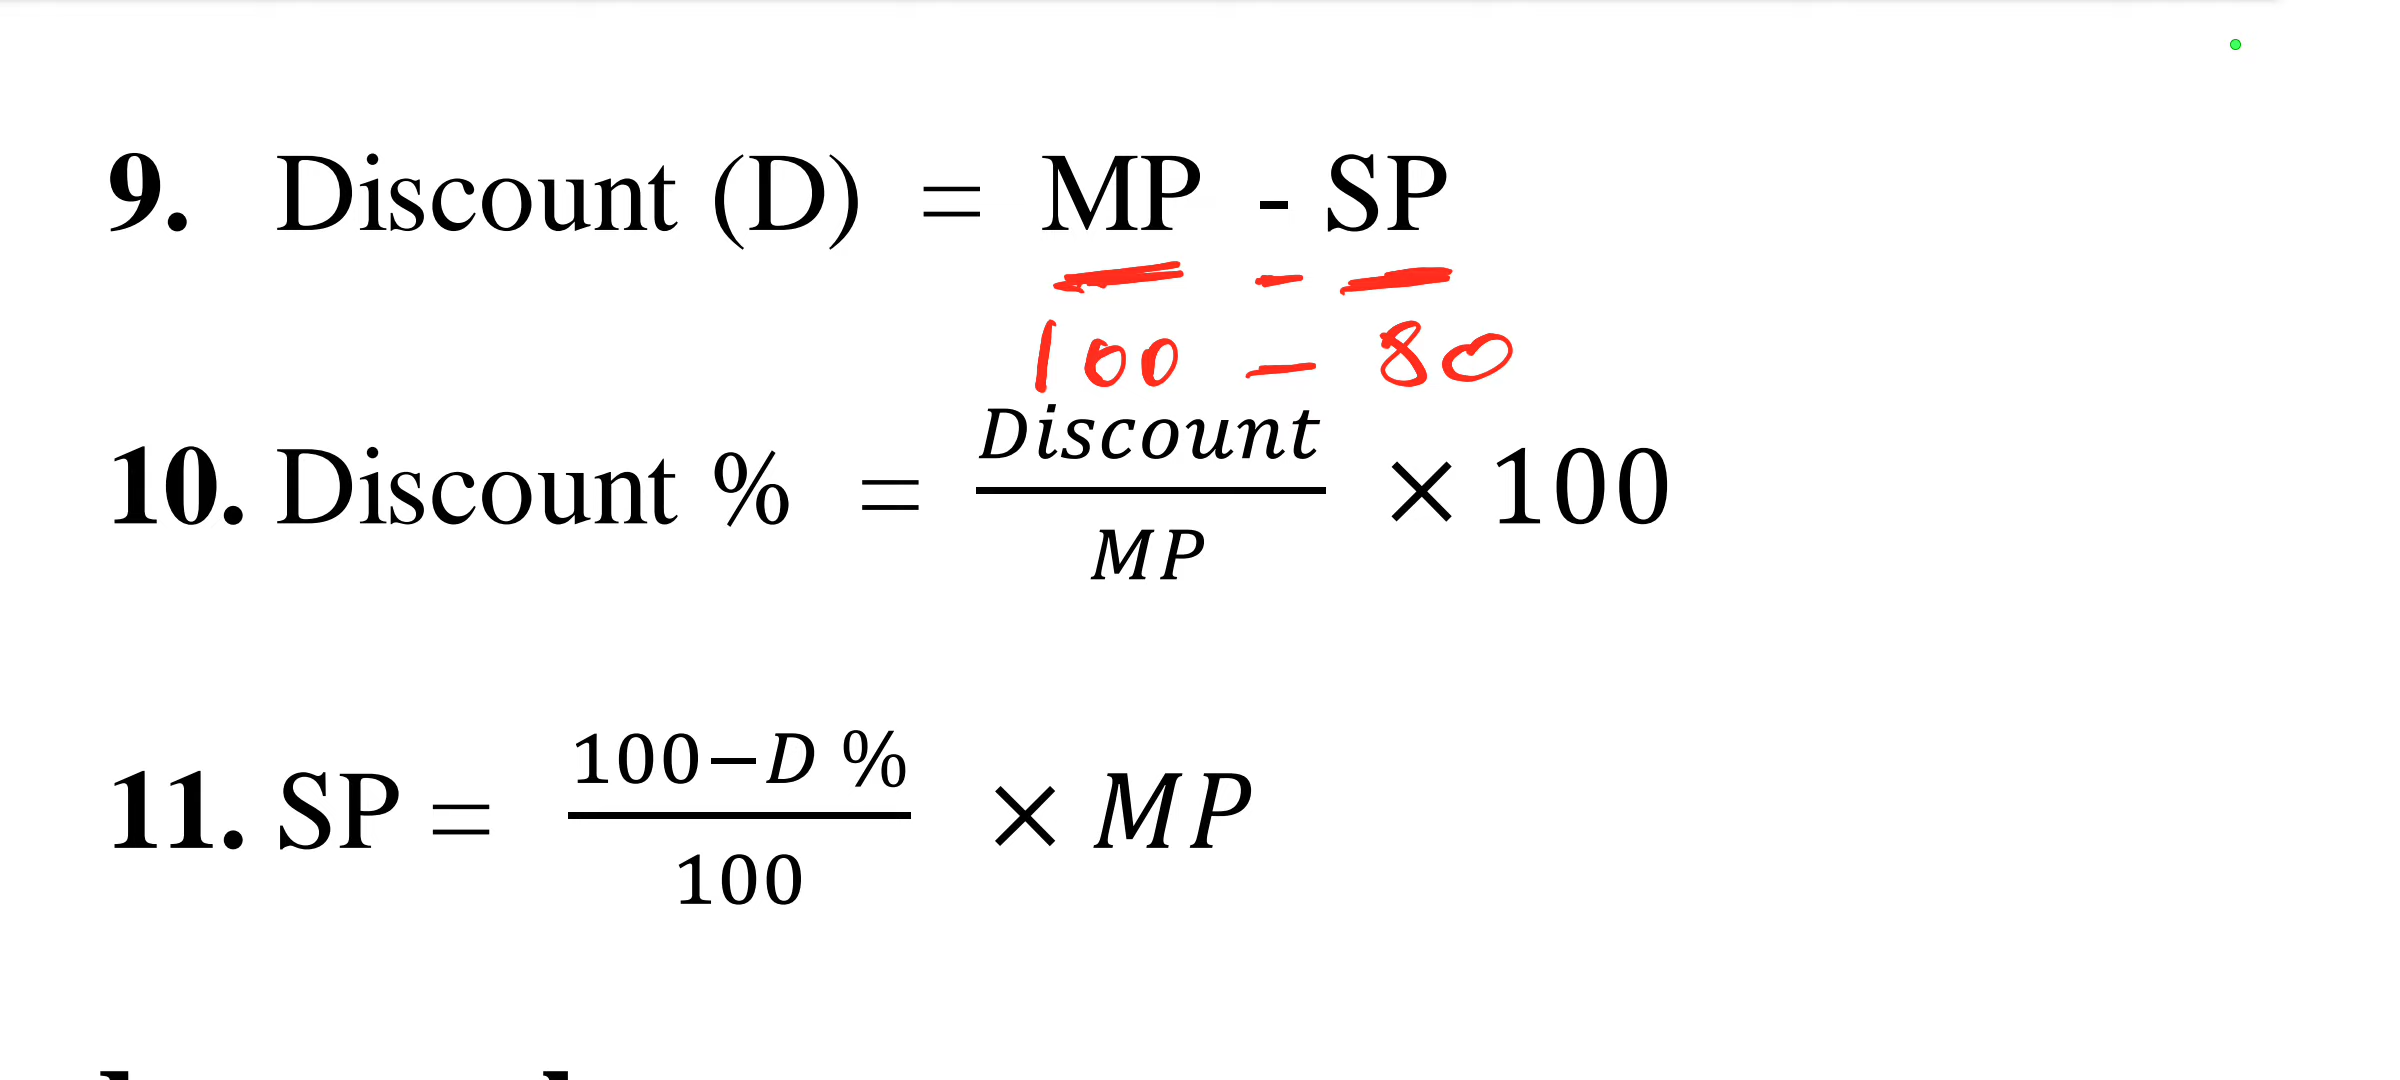 9. Discount (D) = MP - SP
100 - 80
10. Discount % = Discount/MP × 100
11. SP = 100−D %/100 × MP